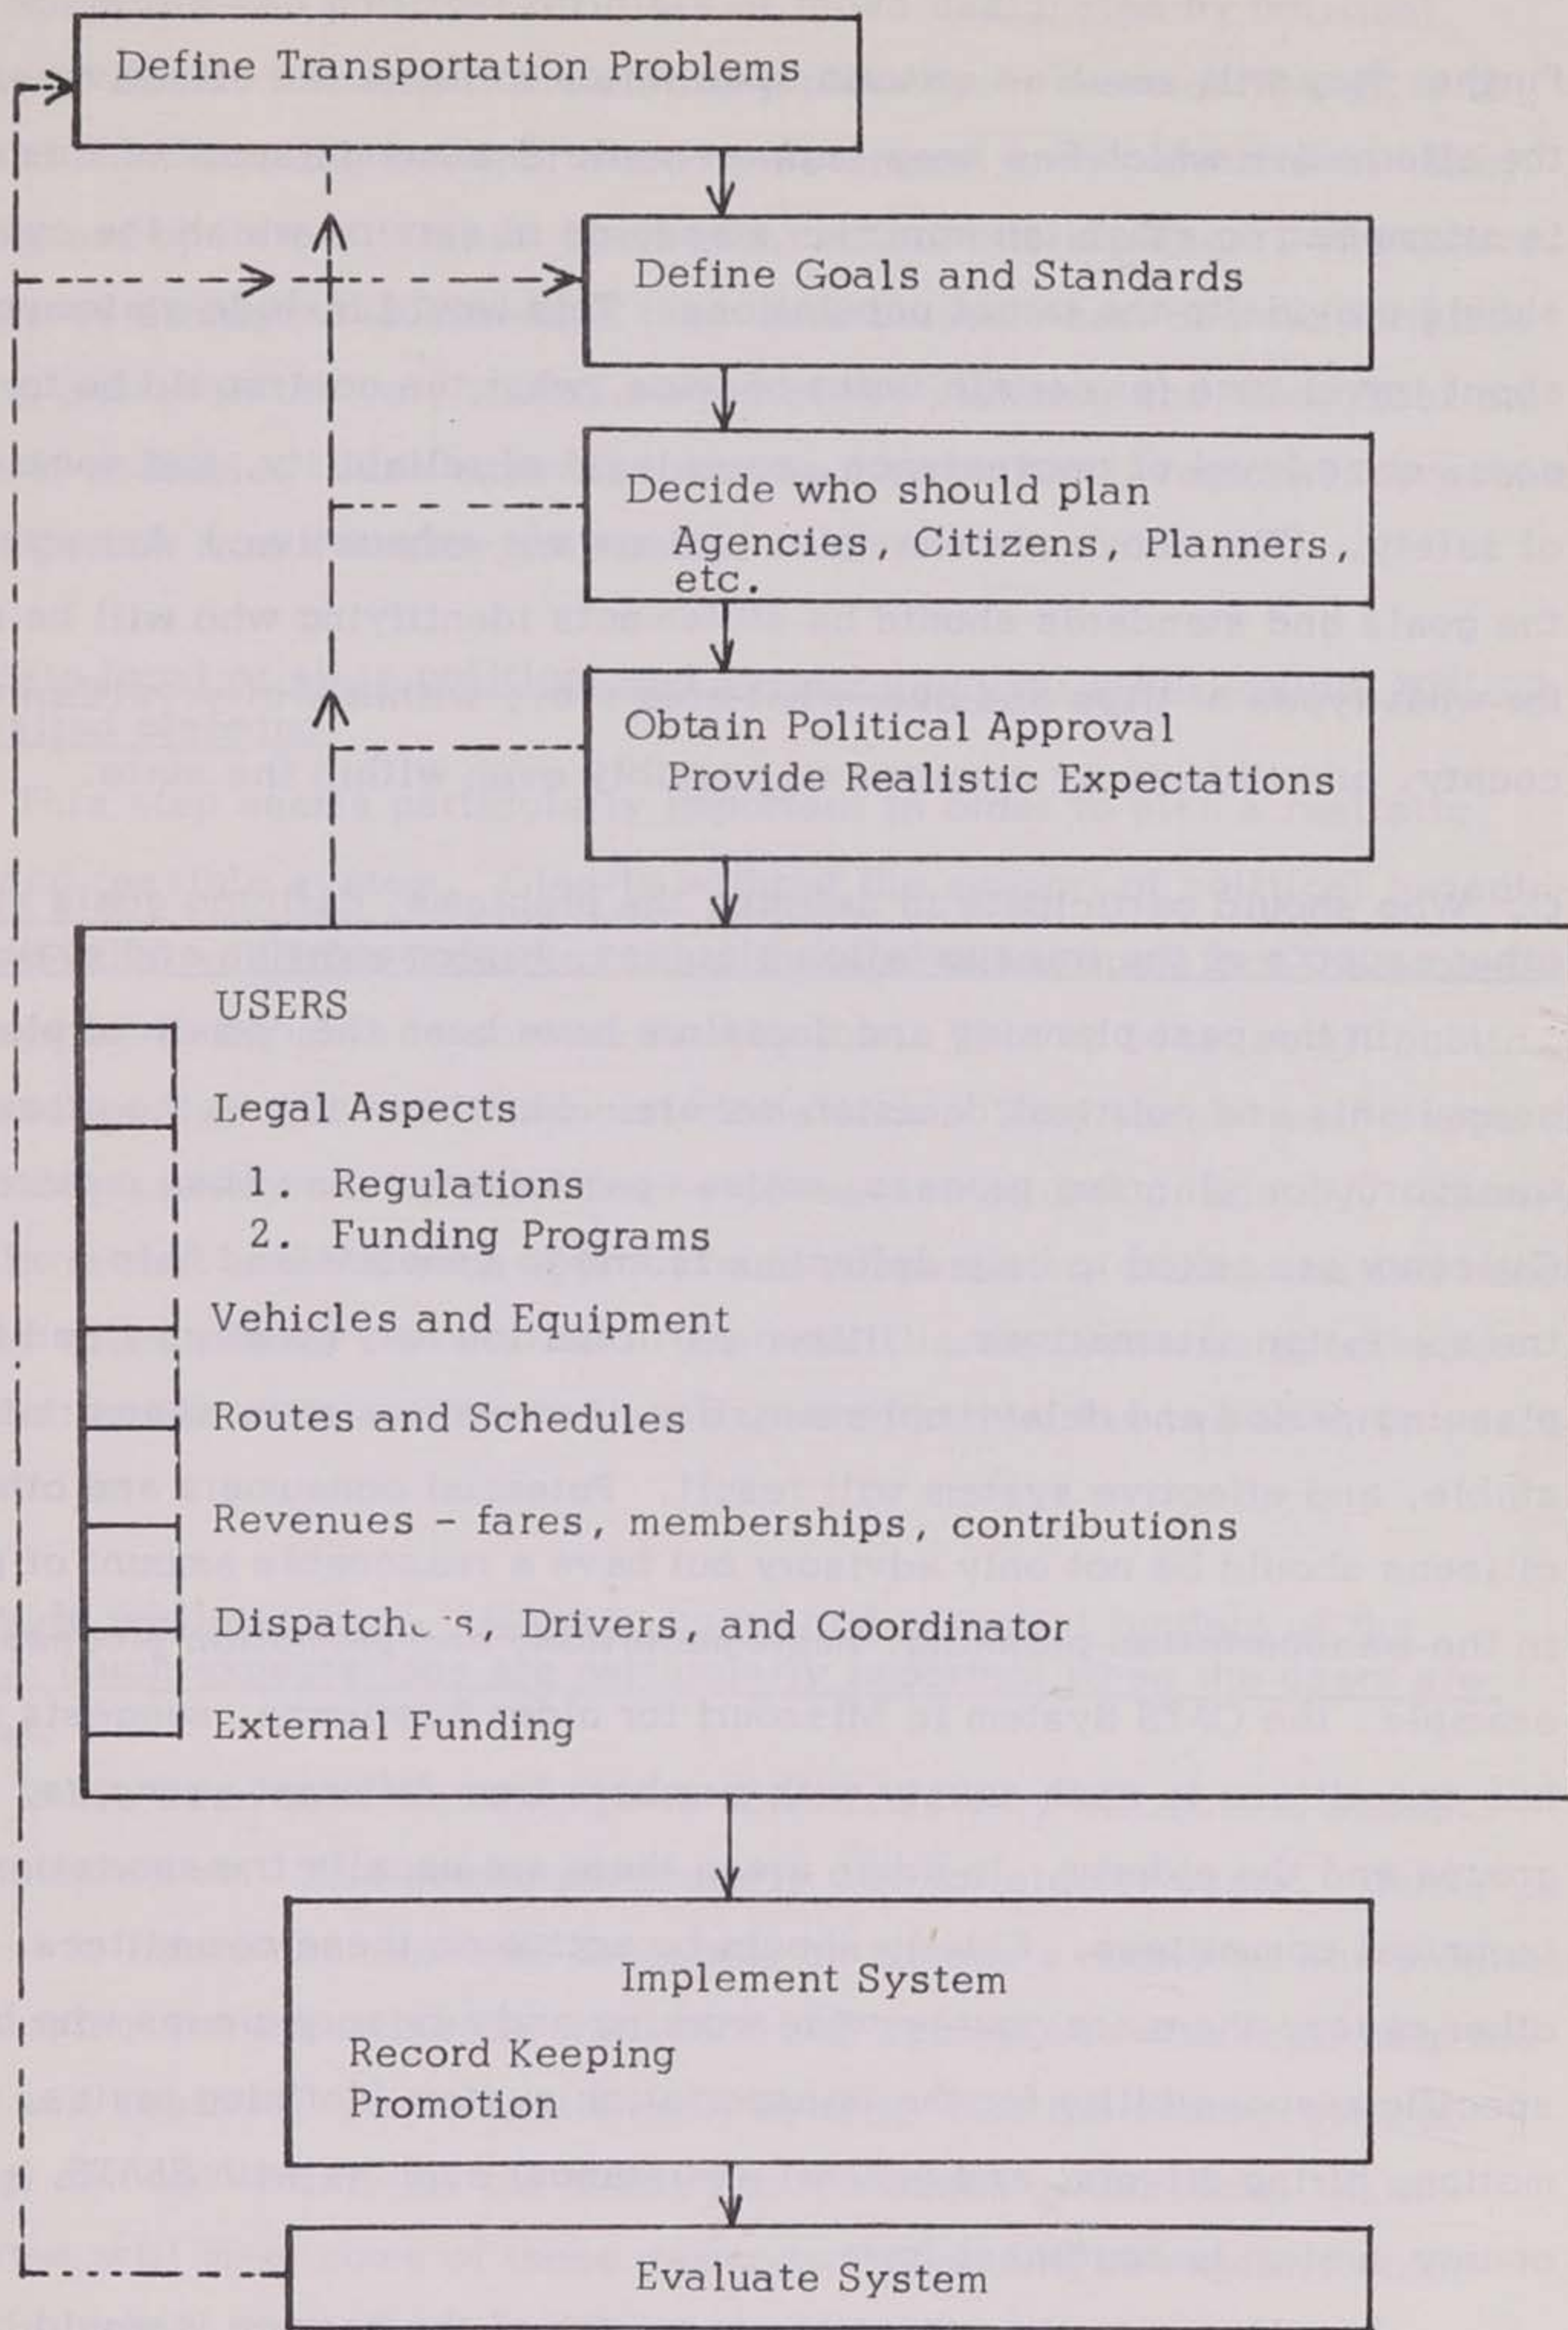 Define Transportation Problems
Define Goals and Standards
Decide who should plan
Agencies, Citizens, Planners,
etc.
Obtain Political Approval
Provide Realistic Expectations
USERS
Legal Aspects
1. Regulations
2. Funding Programs
Vehicles and Equipment
Routes and Schedules
Revenues - fares, memberships, contributions
Drivers, and Coordinator
External Funding
Implement System
Record Keeping
Promotion
Evaluate System